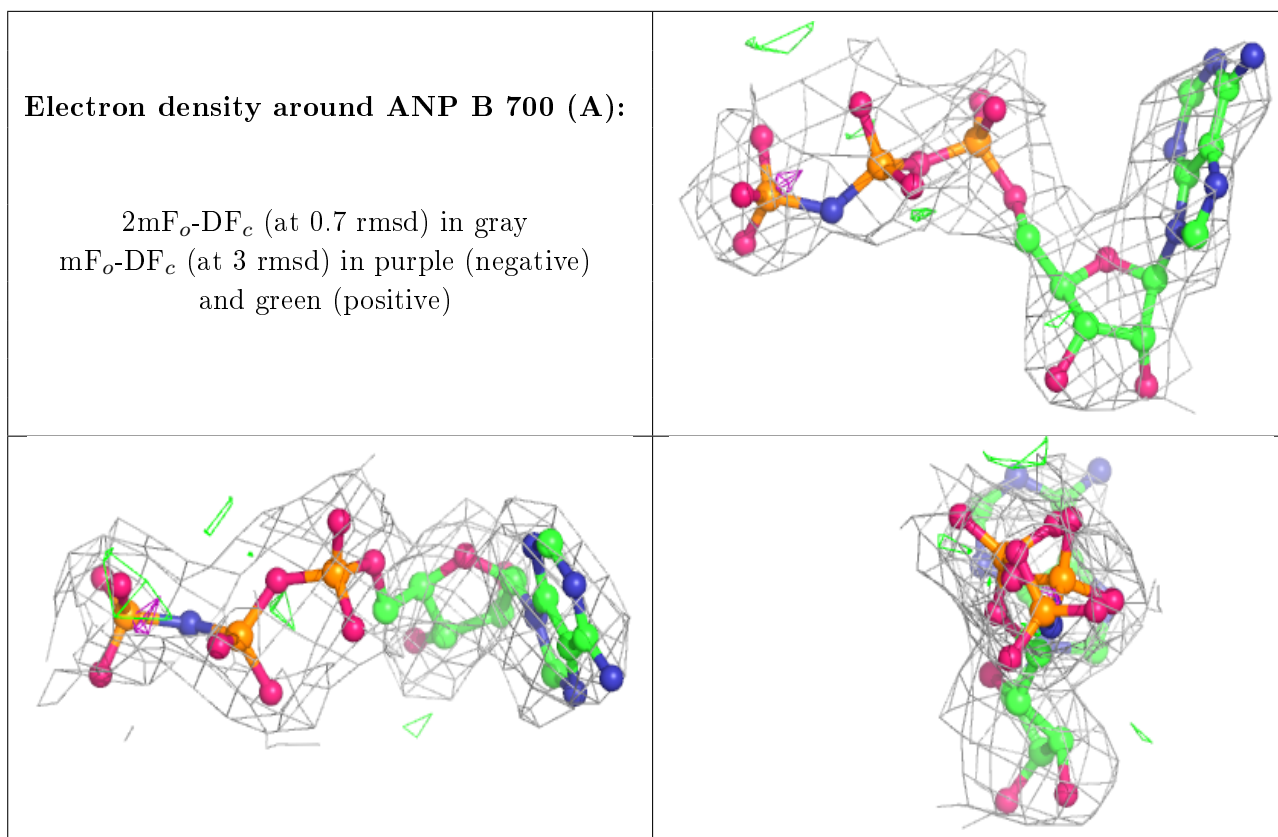 Electron density around ANP B 700 (A):
2mFo-DFc (at 0.7 rmsd) in gray
mFo-DFc (at 3 rmsd) in purple (negative)
and green (positive)